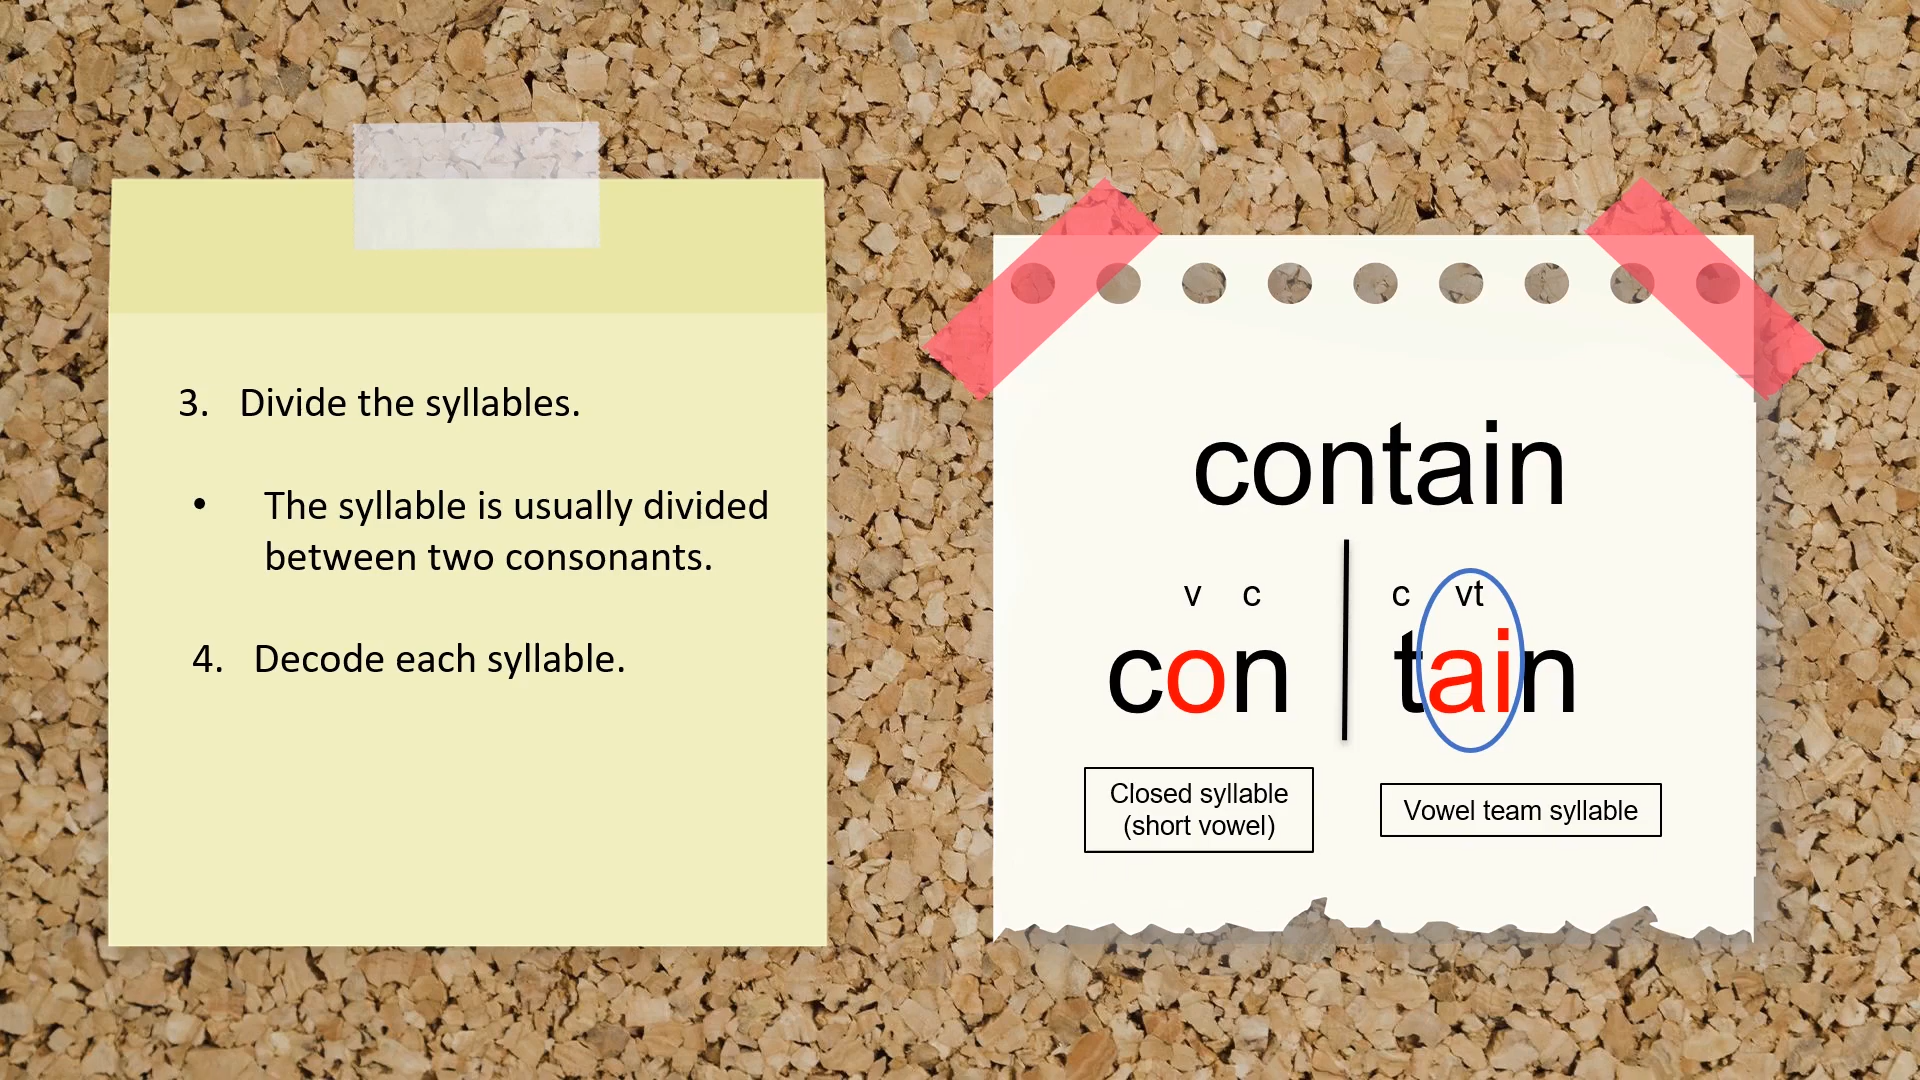 3. Divide the syllables.
• The syllable is usually divided
between two consonants.
4. Decode each syllable.
contain
v c c vt
con tain
Closed syllable
(short vowel)
Vowel team syllable